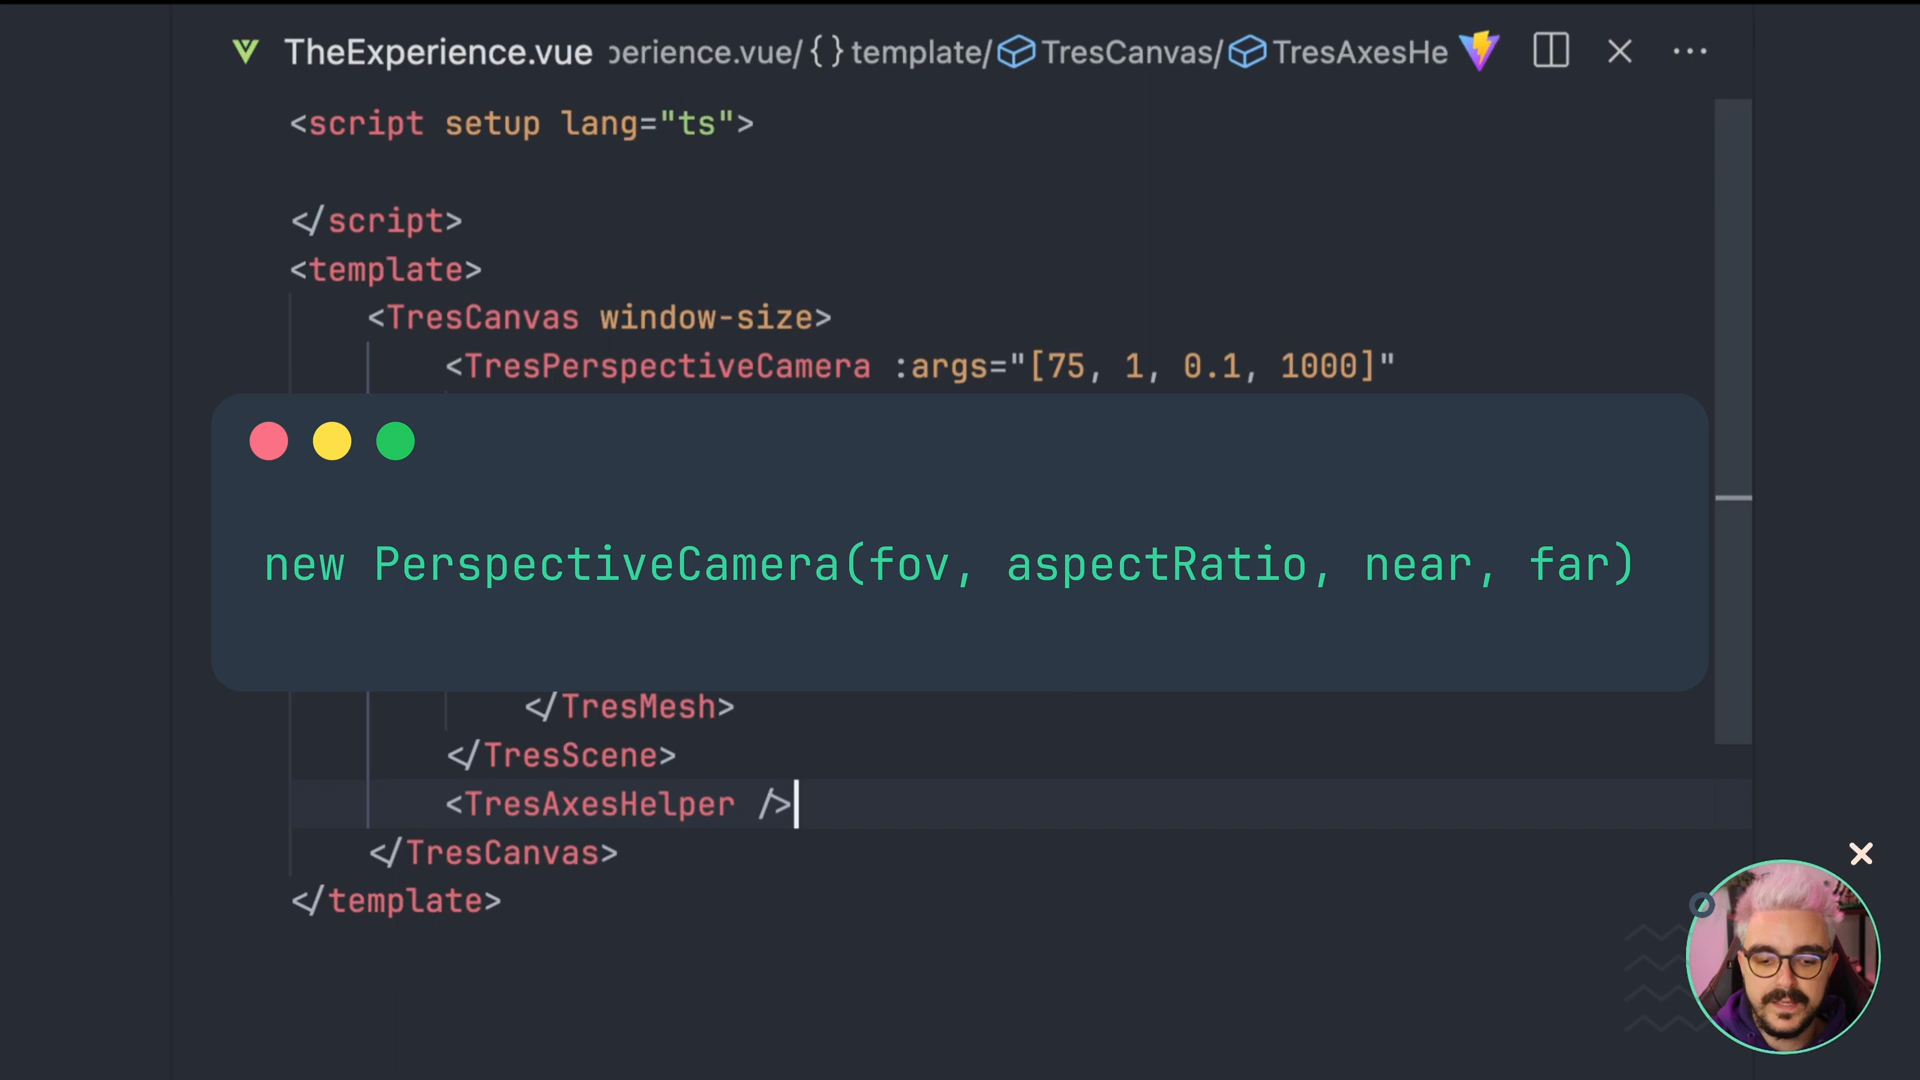 TheExperience.vue perience.vue/ {} template/ TresCanvas/ TresAxesHe ...
<script setup lang="ts">
</script>
<template>
<TresCanvas window-size>
<TresPerspectiveCamera :args="[75, 1, 0.1, 1000]"
new PerspectiveCamera(fov, aspectRatio, near, far)
</TresMesh>
</TresScene>
<TresAxesHelper />
</TresCanvas>
</template>